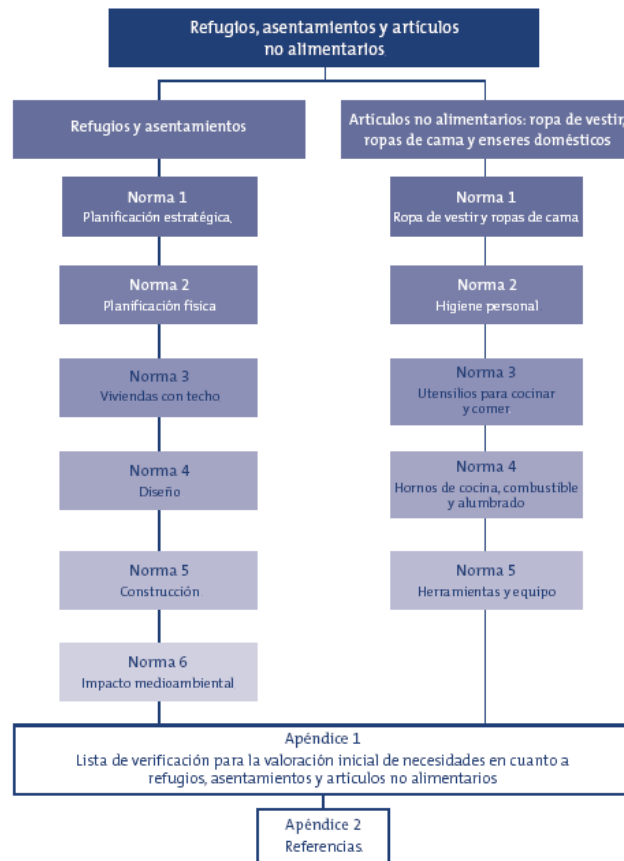 Refugios, asentamientos y artículos
no alimentarios
Refugios y asentamientos
Norma 1
Planificación estratégica
Norma 2
Planificación física
Norma 3
Viviendas con techo
Norma 4
Diseño
Norma 5
Construcción
Norma 6
Impacto medioambiental
Artículos no alimentarios: ropa de vestir,
ropas de cama y enseres domésticos
Norma 1
Ropa de vestir y ropas de cama
Norma 2
Higiene personal
Norma 3
Utensilios para cocinar
y comer
Norma 4
Hornos de cocina, combustible
y alumbrado
Norma 5
Herramientas y equipo
Apéndice 1
Lista de verificación para la valoración inicial de necesidades en cuanto a
refugios, asentamientos y artículos no alimentarios
Apéndice 2
Referencias